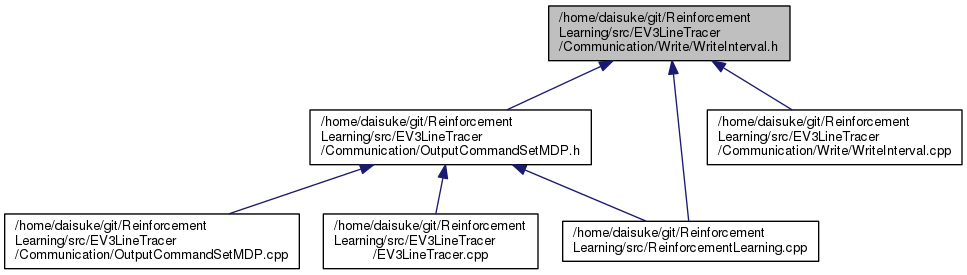 /home/daisuke/git/Reinforcement
Learning/src/EV3LineTracer
/Communication/Write/WriteInterval.h
/home/daisuke/git/Reinforcement
Learning/src/EV3LineTracer
/Communication/OutputCommandSetMDP.h
/home/daisuke/git/Reinforcement
Learning/src/EV3LineTracer
/Communication/Write/WriteInterval.cpp
/home/daisuke/git/Reinforcement
Learning/src/EV3LineTracer
/Communication/OutputCommandSetMDP.cpp
/home/daisuke/git/Reinforcement
Learning/src/EV3LineTracer
/EV3LineTracer.cpp
/home/daisuke/git/Reinforcement
Learning/src/ReinforcementLearning.cpp